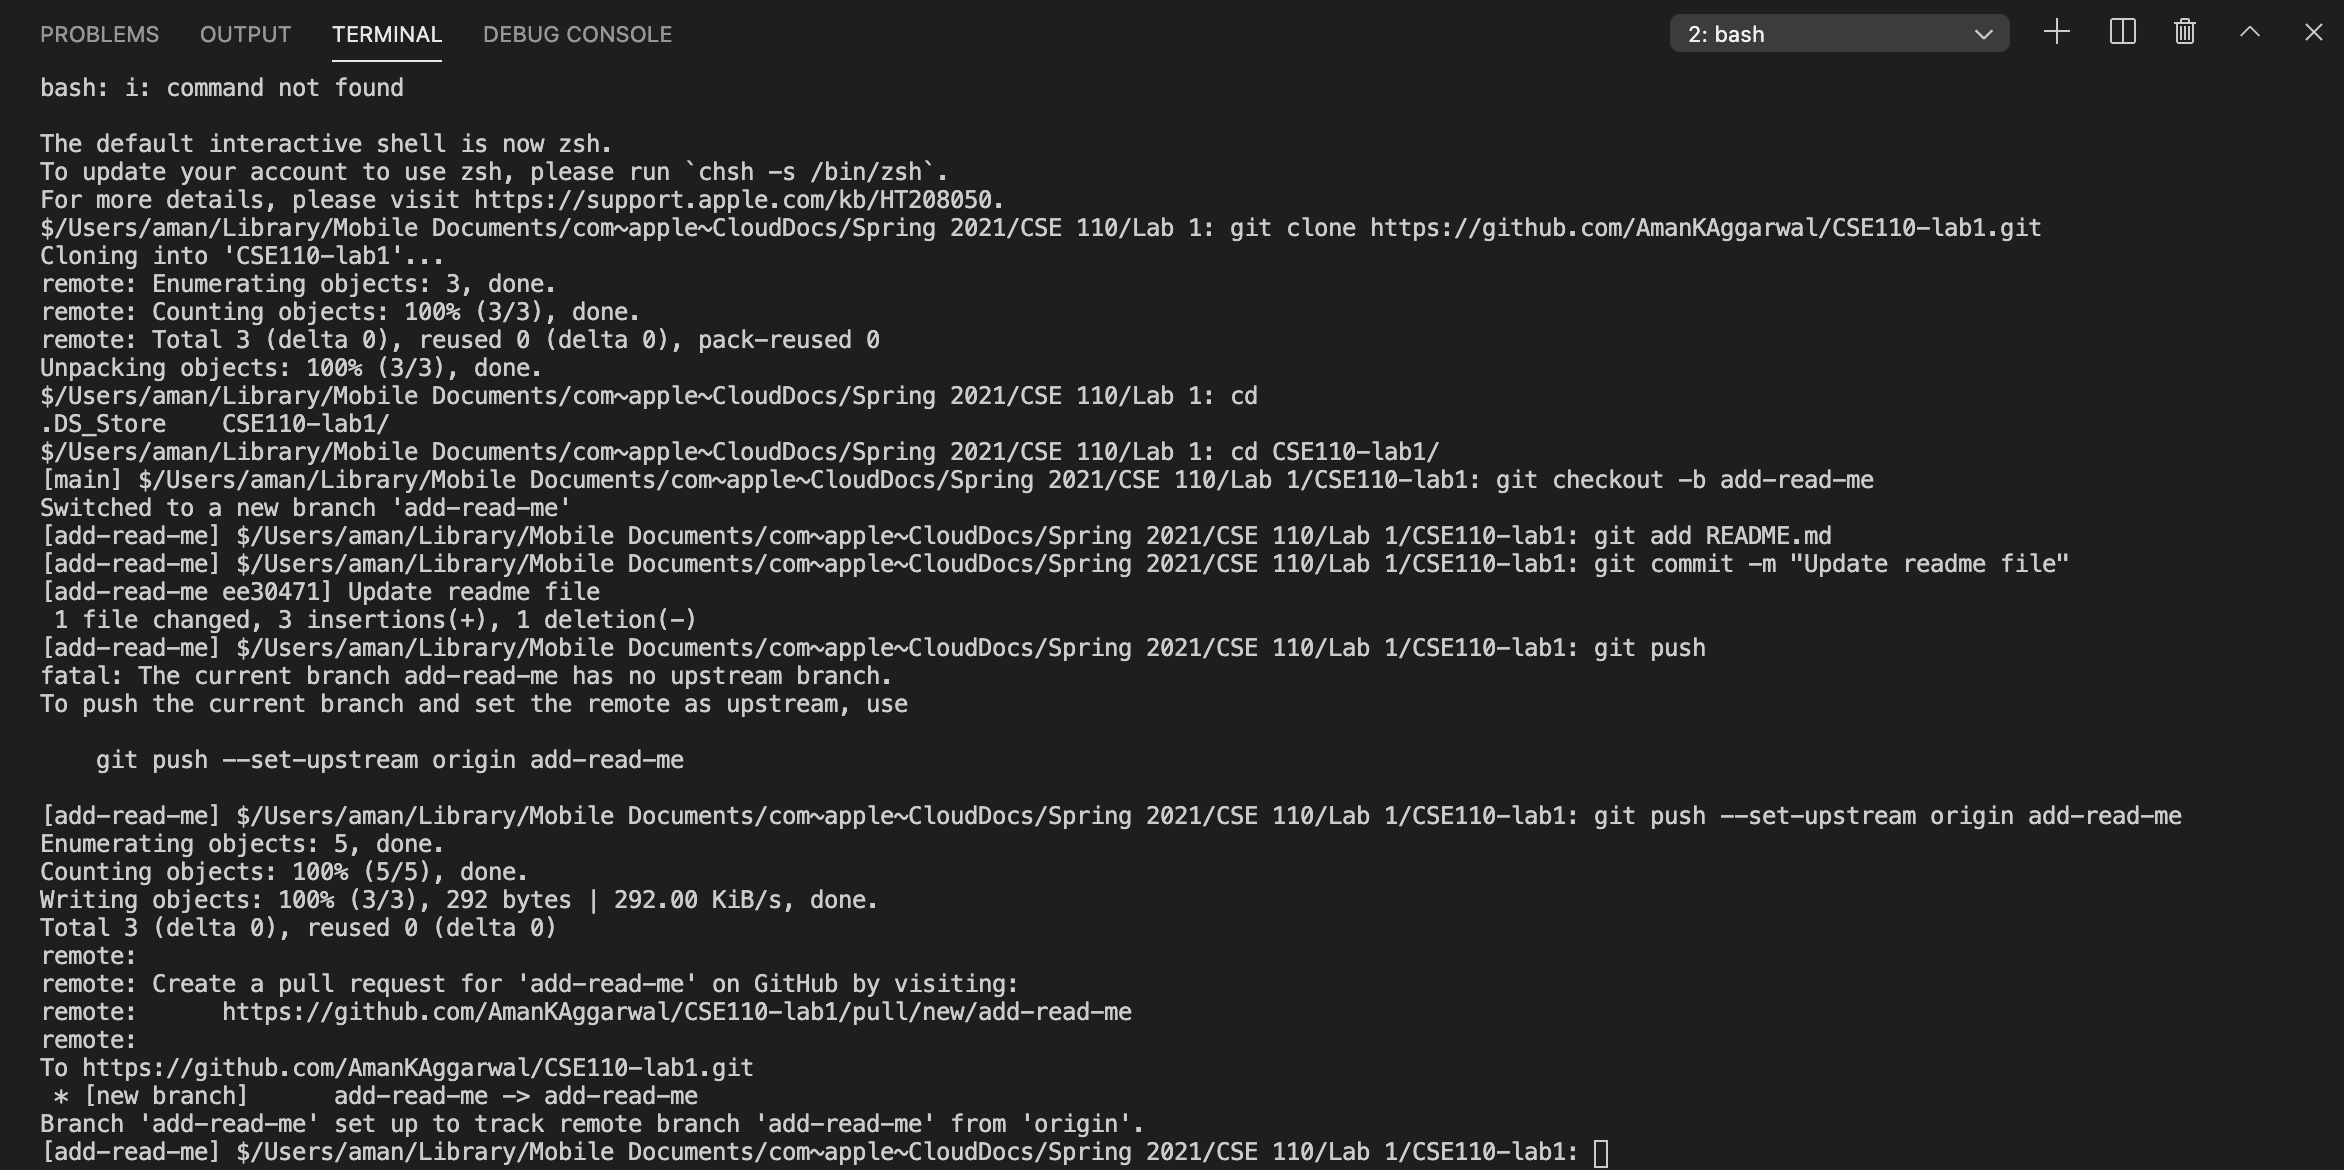 PROBLEMS OUTPUT TERMINAL DEBUG CONSOLE 2: bash
bash: i: command not found
The default interactive shell is now zsh.
To update your account to use zsh, please run `chsh -s /bin/zsh`.
For more details, please visit https://support.apple.com/kb/HT208050.
$/Users/aman/Library/Mobile Documents/com~apple~CloudDocs/Spring 2021/CSE 110/Lab 1: git clone https://github.com/AmanKAggarwal/CSE110-lab1.git
Cloning into 'CSE110-lab1'...
remote: Enumerating objects: 3, done.
remote: Counting objects: 100% (3/3), done.
remote: Total 3 (delta 0), reused 0 (delta 0), pack-reused 0
Unpacking objects: 100% (3/3), done.
$/Users/aman/Library/Mobile Documents/com~apple~CloudDocs/Spring 2021/CSE 110/Lab 1: cd
.DS_Store    CSE110-lab1/
$/Users/aman/Library/Mobile Documents/com~apple~CloudDocs/Spring 2021/CSE 110/Lab 1: cd CSE110-lab1/
[main] $/Users/aman/Library/Mobile Documents/com~apple~CloudDocs/Spring 2021/CSE 110/Lab 1/CSE110-lab1: git checkout -b add-read-me
Switched to a new branch 'add-read-me'
[add-read-me] $/Users/aman/Library/Mobile Documents/com~apple~CloudDocs/Spring 2021/CSE 110/Lab 1/CSE110-lab1: git add README.md
[add-read-me] $/Users/aman/Library/Mobile Documents/com~apple~CloudDocs/Spring 2021/CSE 110/Lab 1/CSE110-lab1: git commit -m "Update readme file"
[add-read-me ee30471] Update readme file
 1 file changed, 3 insertions(+), 1 deletion(-)
[add-read-me] $/Users/aman/Library/Mobile Documents/com~apple~CloudDocs/Spring 2021/CSE 110/Lab 1/CSE110-lab1: git push
fatal: The current branch add-read-me has no upstream branch.
To push the current branch and set the remote as upstream, use
    git push --set-upstream origin add-read-me
[add-read-me] $/Users/aman/Library/Mobile Documents/com~apple~CloudDocs/Spring 2021/CSE 110/Lab 1/CSE110-lab1: git push --set-upstream origin add-read-me
Enumerating objects: 5, done.
Counting objects: 100% (5/5), done.
Writing objects: 100% (3/3), 292 bytes | 292.00 KiB/s, done.
Total 3 (delta 0), reused 0 (delta 0)
remote:
remote: Create a pull request for 'add-read-me' on GitHub by visiting:
remote:      https://github.com/AmanKAggarwal/CSE110-lab1/pull/new/add-read-me
remote:
To https://github.com/AmanKAggarwal/CSE110-lab1.git
 * [new branch]      add-read-me -> add-read-me
Branch 'add-read-me' set up to track remote branch 'add-read-me' from 'origin'.
[add-read-me] $/Users/aman/Library/Mobile Documents/com~apple~CloudDocs/Spring 2021/CSE 110/Lab 1/CSE110-lab1: